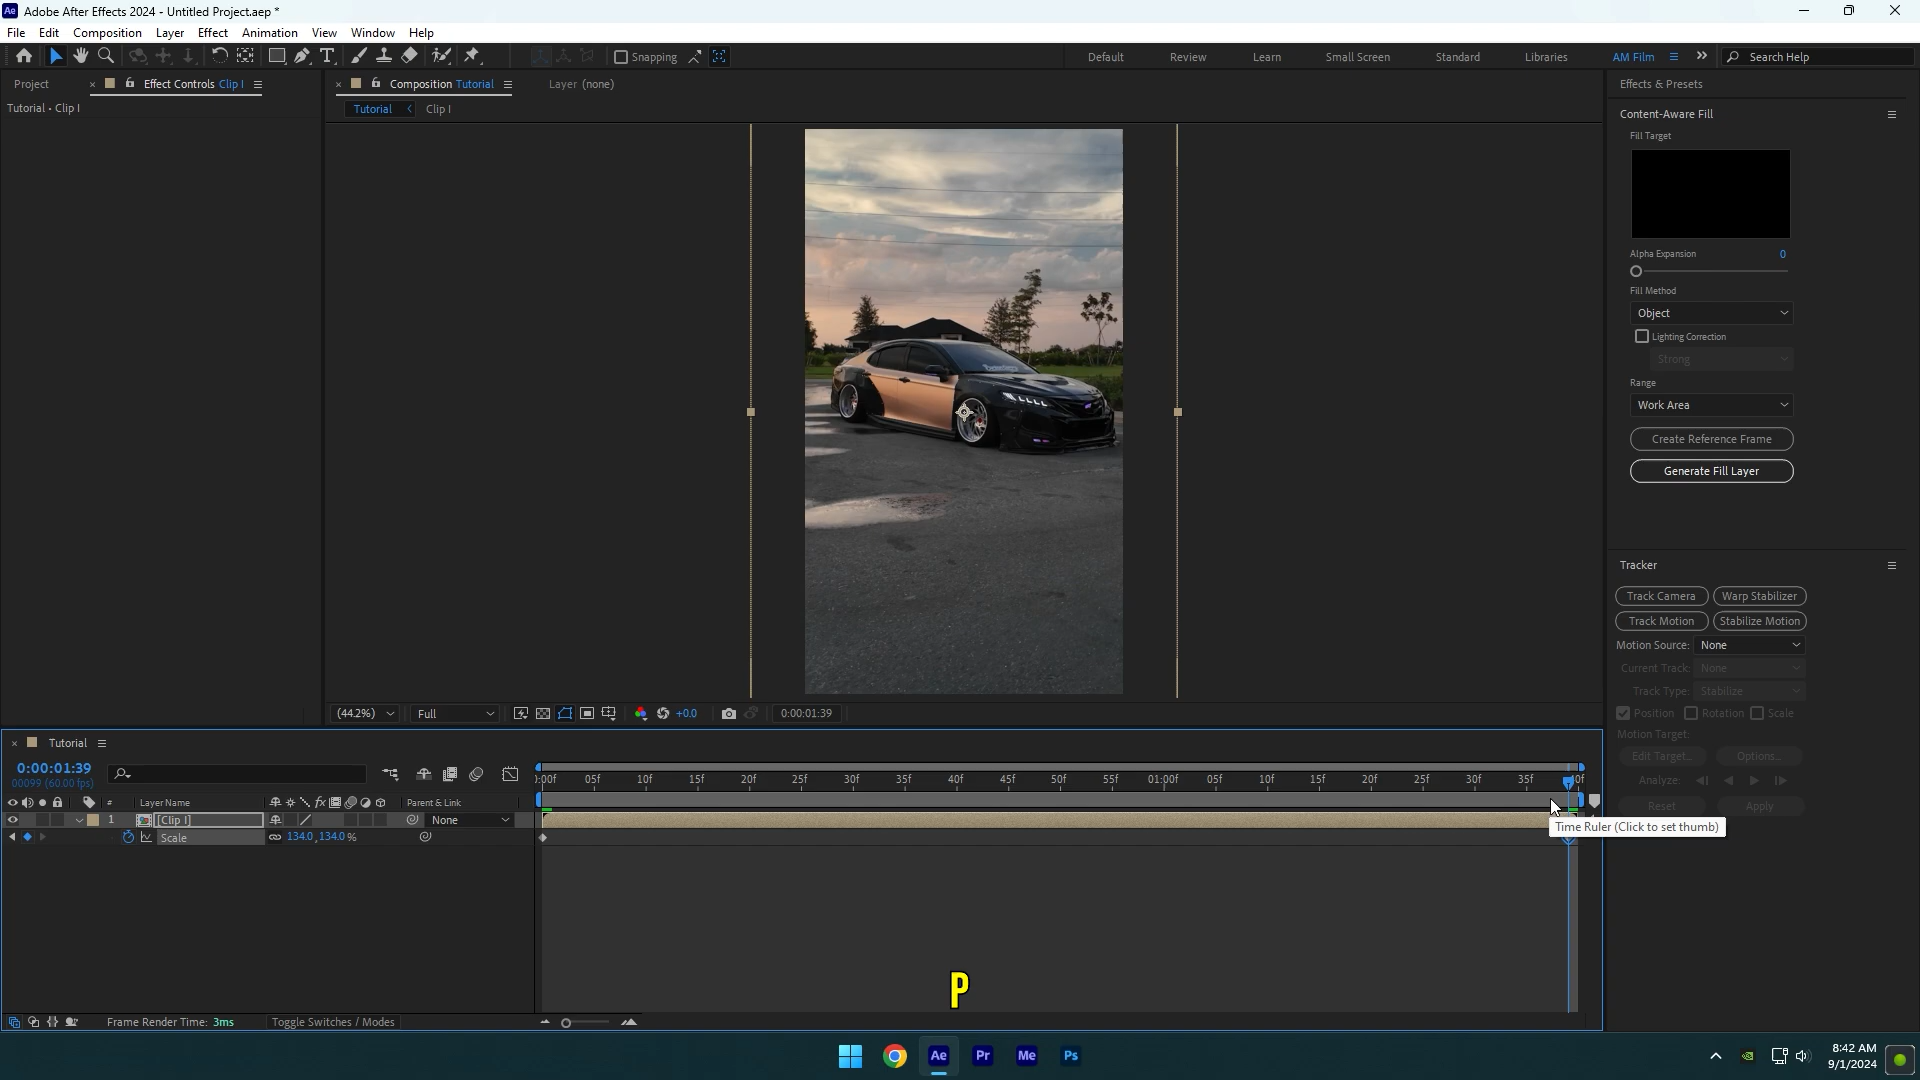 Ae Adobe After Effects 2024 - Untitled Project.aep *
File Edit Composition Layer Effect Animation View Window Help
Snapping Default Review Learn Small Screen Standard Libraries AM Film Search Help
Project Effect Controls Clip I
Tutorial • Clip I
Composition Tutorial Layer (none)
Tutorial Clip I
(44.2%) Full +0.0 0:00:01:39
Effects & Presets
Content-Aware Fill
Fill Target
Alpha Expansion 0
Fill Method
Object
Lighting Correction
Strong
Range
Work Area
Create Reference Frame
Generate Fill Layer
Tracker
Track Camera Warp Stabilizer
Track Motion Stabilize Motion
Motion Source: None
Current Track: None
Track Type: Stabilize
Position Rotation Scale
Motion Target:
Edit Target... Options...
Analyze:
Reset Apply
Tutorial
0:00:01:39
00099 (60.00 fps)
:00f 05f 10f 15f 20f 25f 30f 35f 40f 45f 50f 55f 01:00f 05f 10f 15f 20f 25f 30f 35f 40f
# Layer Name fx Parent & Link
1 [Clip I] None
Scale 134.0, 134.0 %
Time Ruler (Click to set thumb)
P
Frame Render Time: 3ms Toggle Switches / Modes
Ae Pr Me Ps
8:42 AM
9/1/2024